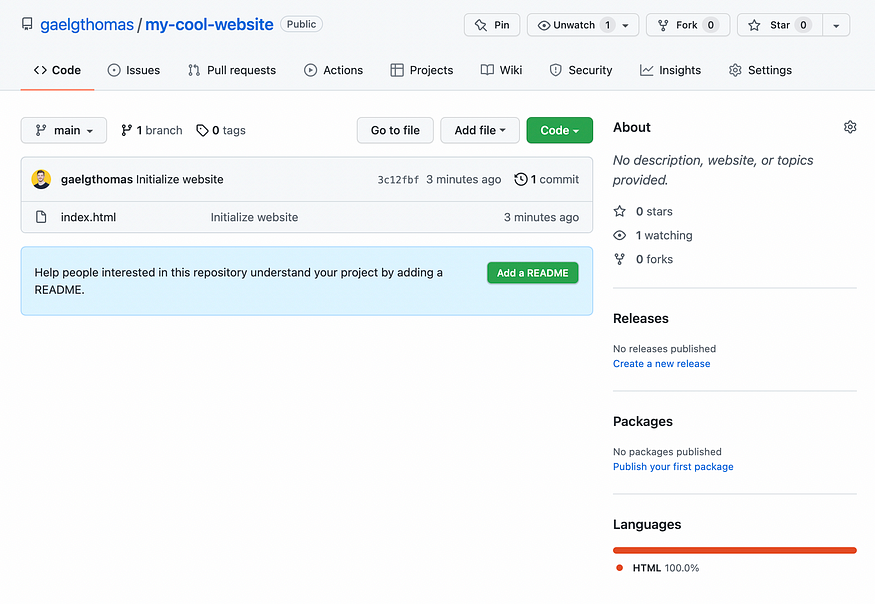 gaelgthomas / my-cool-website Public Pin Unwatch 1 Fork 0 Star 0
Code Issues Pull requests Actions Projects Wiki Security Insights Settings
main 1 branch 0 tags Go to file Add file Code
gaelgthomas Initialize website 3c12fbf 3 minutes ago 1 commit
index.html Initialize website 3 minutes ago
Help people interested in this repository understand your project by adding a
README.
Add a README
About
No description, website, or topics
provided.
0 stars
1 watching
0 forks
Releases
No releases published
Create a new release
Packages
No packages published
Publish your first package
Languages
HTML 100.0%